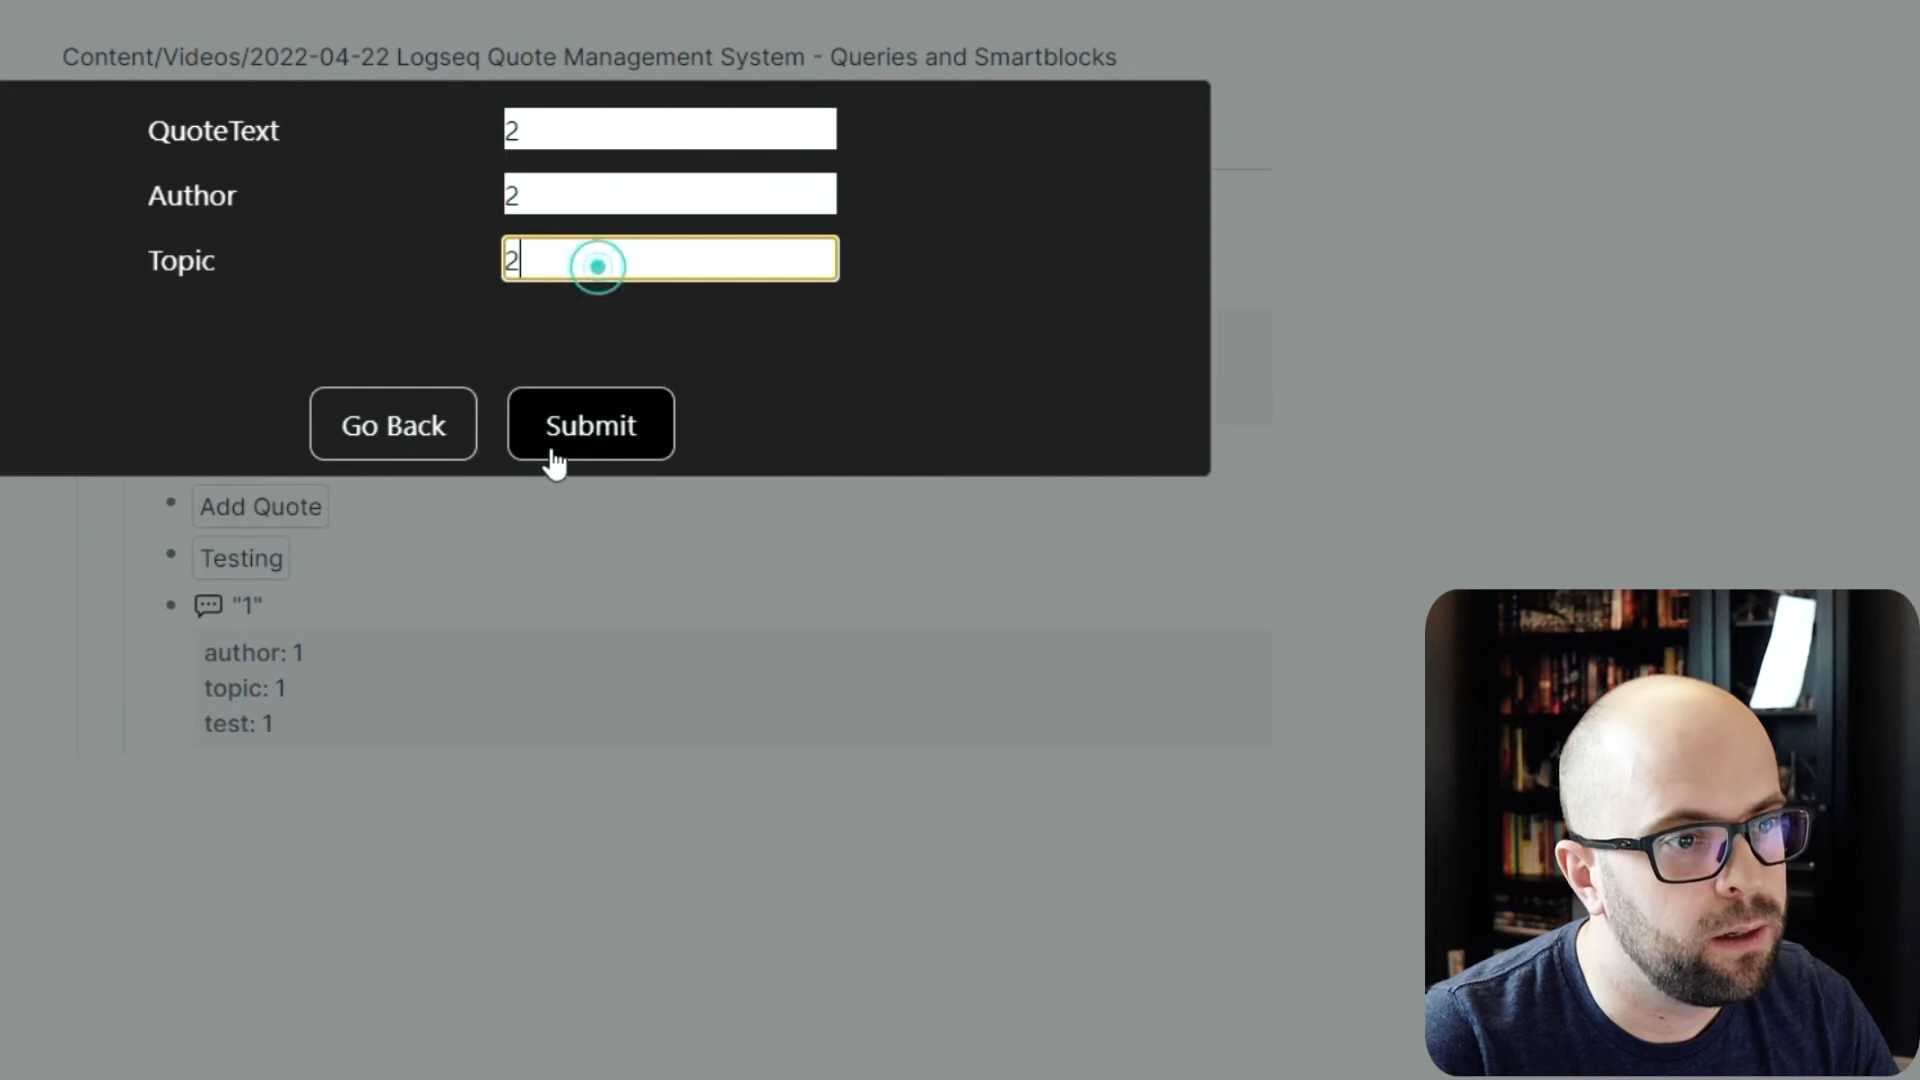 Content/Videos/2022-04-22 Logseq Quote Management System - Queries and Smartblocks
QuoteText 2
Author 2
Topic 2
Go Back Submit
Add Quote
Testing
"1"
author: 1
topic: 1
test: 1